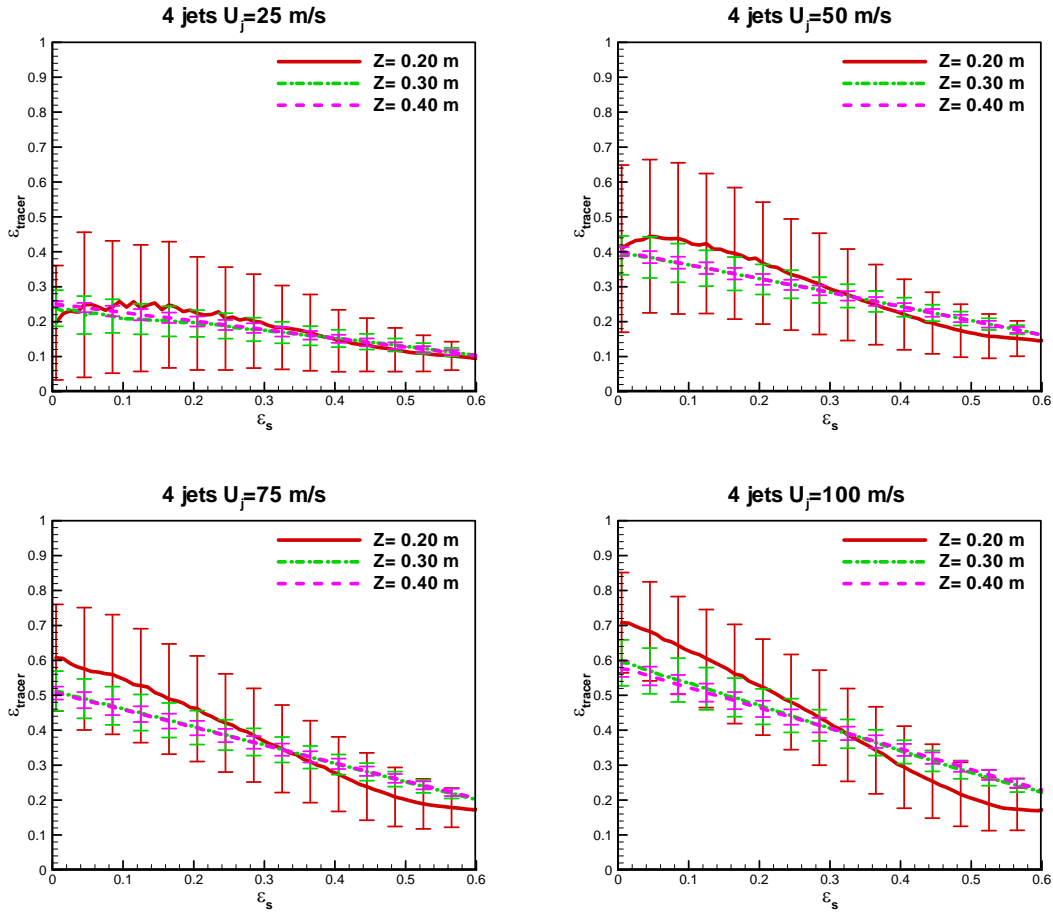 4 jets U_j=25 m/s
Z= 0.20 m
Z= 0.30 m
Z= 0.40 m
1
0.9
0.8
0.7
0.6
0.5
0.4
0.3
0.2
0.1
0
ε_tracer
0 0.1 0.2 0.3 0.4 0.5 0.6
ε_s
4 jets U_j=50 m/s
Z= 0.20 m
Z= 0.30 m
Z= 0.40 m
1
0.9
0.8
0.7
0.6
0.5
0.4
0.3
0.2
0.1
0
ε_tracer
0 0.1 0.2 0.3 0.4 0.5 0.6
ε_s
4 jets U_j=75 m/s
Z= 0.20 m
Z= 0.30 m
Z= 0.40 m
1
0.9
0.8
0.7
0.6
0.5
0.4
0.3
0.2
0.1
0
ε_tracer
0 0.1 0.2 0.3 0.4 0.5 0.6
ε_s
4 jets U_j=100 m/s
Z= 0.20 m
Z= 0.30 m
Z= 0.40 m
1
0.9
0.8
0.7
0.6
0.5
0.4
0.3
0.2
0.1
0
ε_tracer
0 0.1 0.2 0.3 0.4 0.5 0.6
ε_s